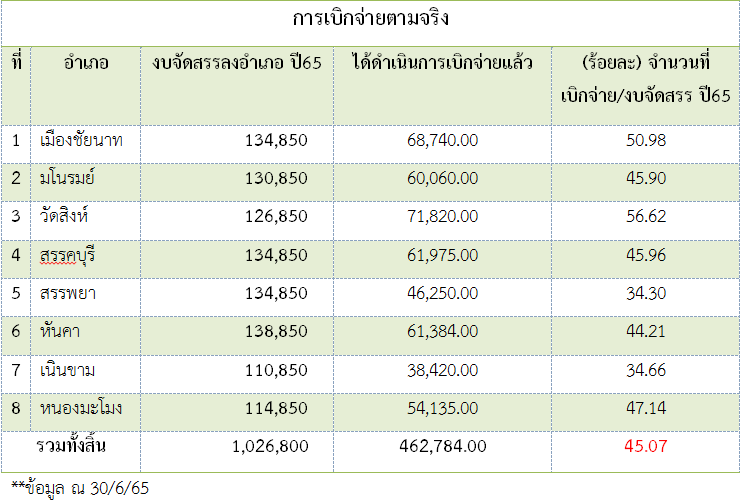 การเบิกจ่ายตามจริง
ที่ อำเภอ งบจัดสรรลงอำเภอ ปี65 ได้ดำเนินการเบิกจ่ายแล้ว (ร้อยละ) จำนวนที่
เบิกจ่าย/งบจัดสรร ปี65
1 เมืองชัยนาท 134,850 68,740.00 50.98
2 มโนรมย์ 130,850 60,060.00 45.90
3 วัดสิงห์ 126,850 71,820.00 56.62
4 สรรคบุรี 134,850 61,975.00 45.96
5 สรรพยา 134,850 46,250.00 34.30
6 หันคา 138,850 61,384.00 44.21
7 เนินขาม 110,850 38,420.00 34.66
8 หนองมะโมง 114,850 54,135.00 47.14
รวมทั้งสิ้น 1,026,800 462,784.00 45.07
**ข้อมูล ณ 30/6/65